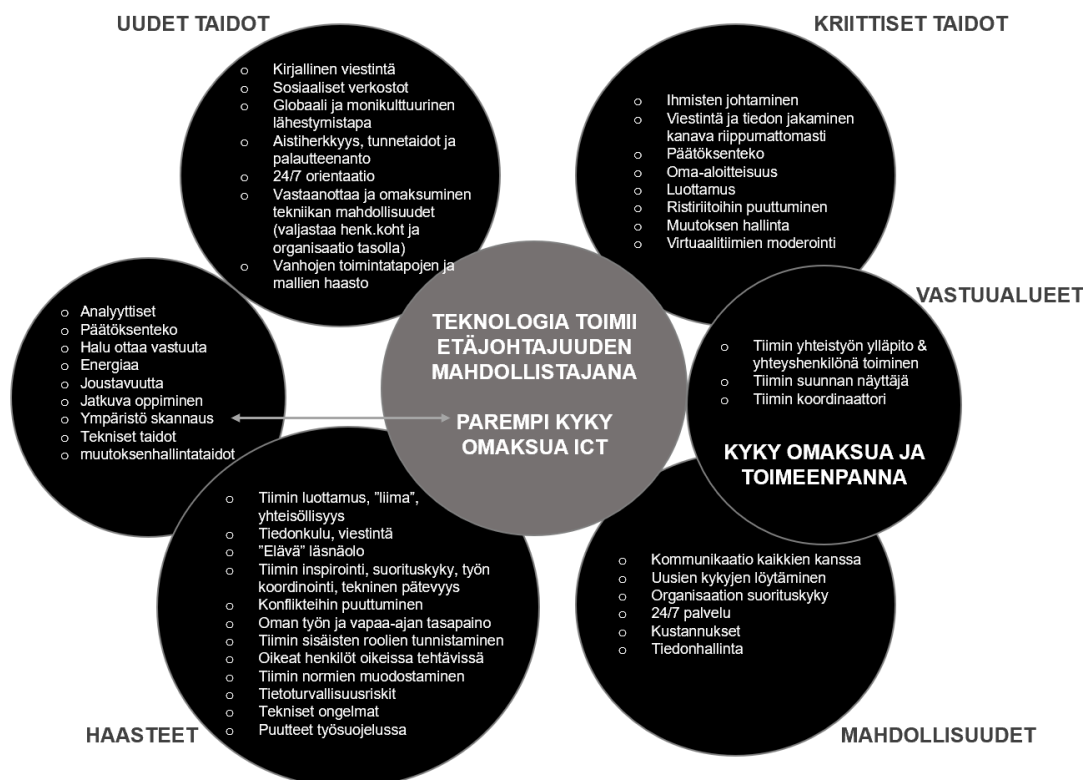 UUDET TAIDOT
o Kirjallinen viestintä
o Sosiaaliset verkostot
o Globaali ja monikulttuurinen
lähestymistapa
o Aistiherkkyys, tunnetaidot ja
palautteenanto
o 24/7 orientaatio
o Vastaanottaa ja omaksuminen
tekniikan mahdollisuudet
(valjastaa henk.koht ja
organisaatio tasolla)
o Vanhojen toimintatapojen ja
mallien haasto
KRIITTISET TAIDOT
o Ihmisten johtaminen
o Viestintä ja tiedon jakaminen
kanava riippumattomasti
o Päätöksenteko
o Oma-aloitteisuus
o Luottamus
o Ristiriitoihin puuttuminen
o Muutoksen hallinta
o Virtuaalitiimien moderointi
o Analyyttiset
o Päätöksenteko
o Halu ottaa vastuuta
o Energiaa
o Joustavuutta
o Jatkuva oppiminen
o Ympäristö skannaus
o Tekniset taidot
o muutoksenhallintataidot
TEKNOLOGIA TOIMII
ETÄJOHTAJUUDEN
MAHDOLLISTAJANA
PAREMPI KYKY
OMAKSUA ICT
VASTUUALUEET
o Tiimin yhteistyön ylläpito &
yhteyshenkilönä toiminen
o Tiimin suunnan näyttäjä
o Tiimin koordinaattori
KYKY OMAKSUA JA
TOIMEENPANNA
o Tiimin luottamus, ”liima”,
yhteisöllisyys
o Tiedonkulu, viestintä
o ”Elävä” läsnäolo
o Tiimin inspirointi, suorituskyky, työn
koordinointi, tekninen pätevyys
o Konflikteihin puuttuminen
o Oman työn ja vapaa-ajan tasapaino
o Tiimin sisäisten roolien tunnistaminen
o Oikeat henkilöt oikeissa tehtävissä
o Tiimin normien muodostaminen
o Tietoturvallisuusriskit
o Tekniset ongelmat
o Puutteet työsuojelussa
HAASTEET
o Kommunikaatio kaikkien kanssa
o Uusien kykyjen löytäminen
o Organisaation suorituskyky
o 24/7 palvelu
o Kustannukset
o Tiedonhallinta
MAHDOLLISUUDET